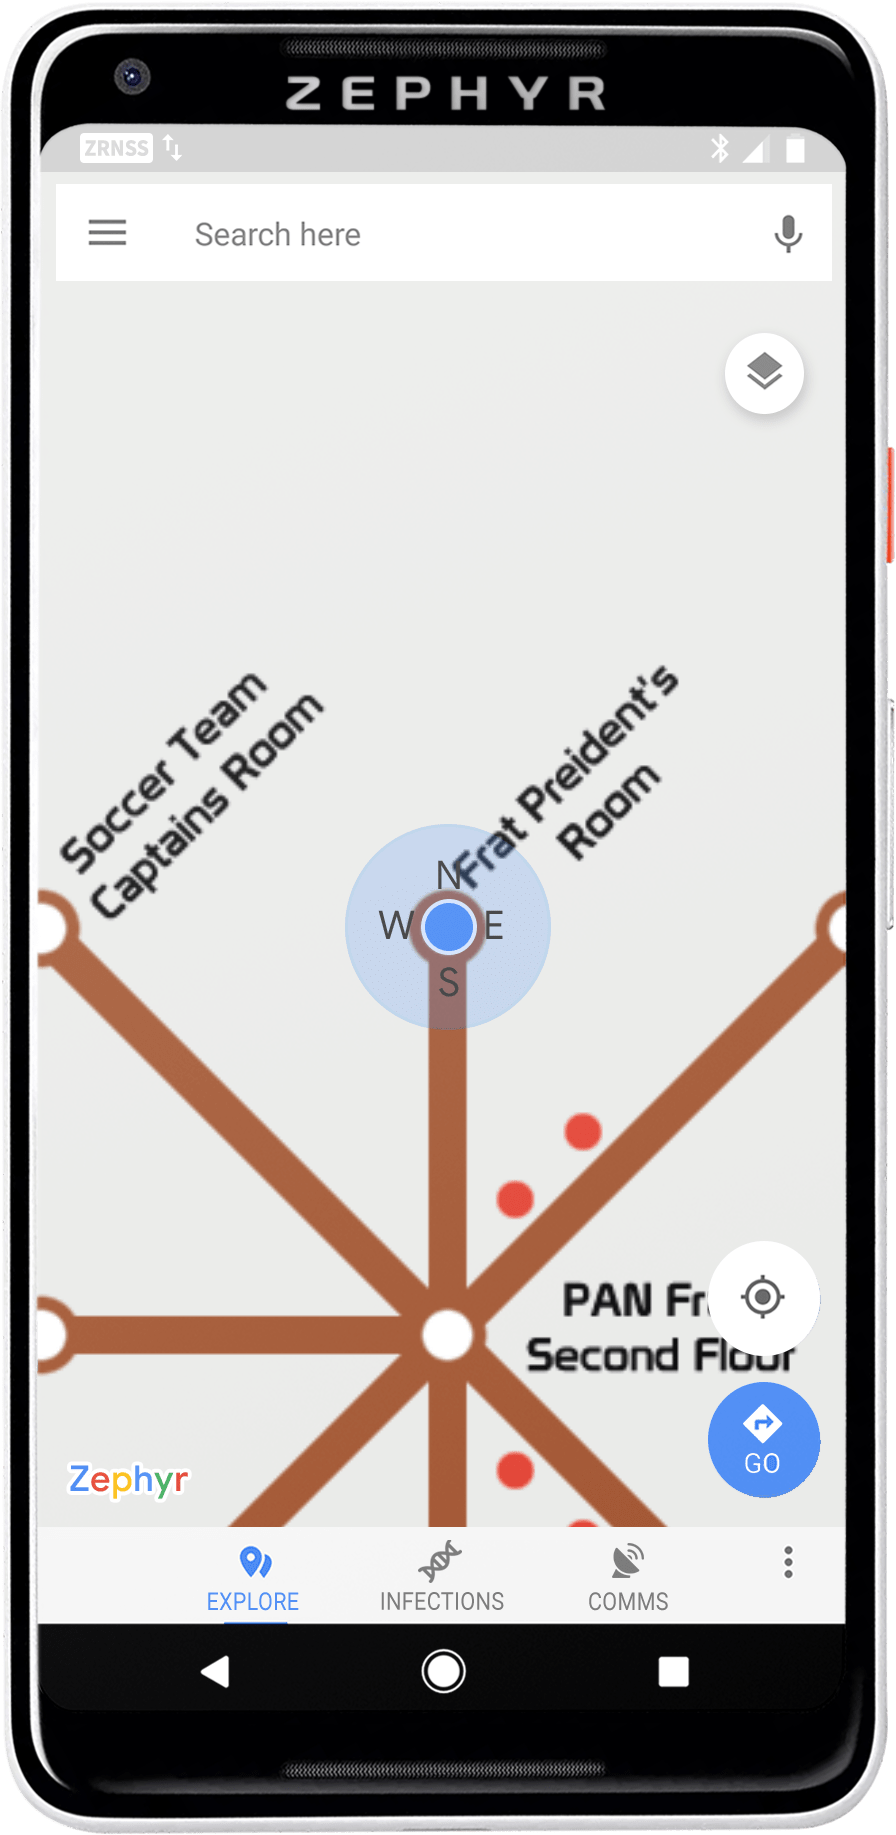 ZEPHYR
ZRNSS
Search here
Soccer Team
Captains Room
Frat Preident's
Room
N
W
E
S
PAN Fr
Second Floor
GO
Zephyr
EXPLORE
INFECTIONS
COMMS